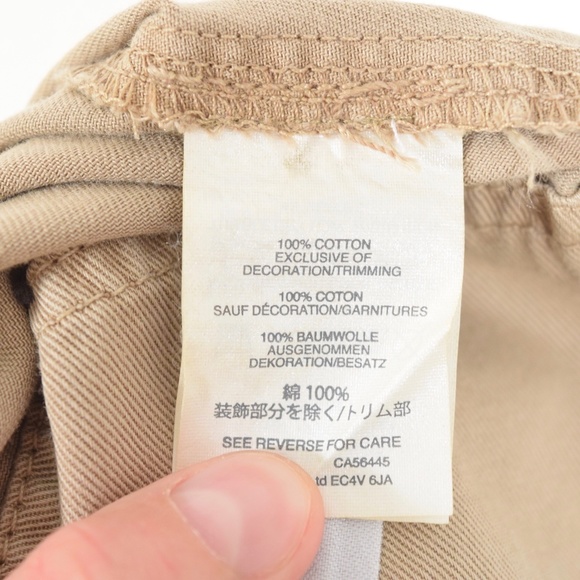 100% COTTON
EXCLUSIVE OF
DECORATION/TRIMMING
100% COTON
SAUF DÉCORATION/GARNITURES
100% BAUMWOLLE
AUSGENOMMEN
DEKORATION/BESATZ
綿 100%
装飾部分を除く/トリム部
SEE REVERSE FOR CARE
CA56445
td EC4V 6JA